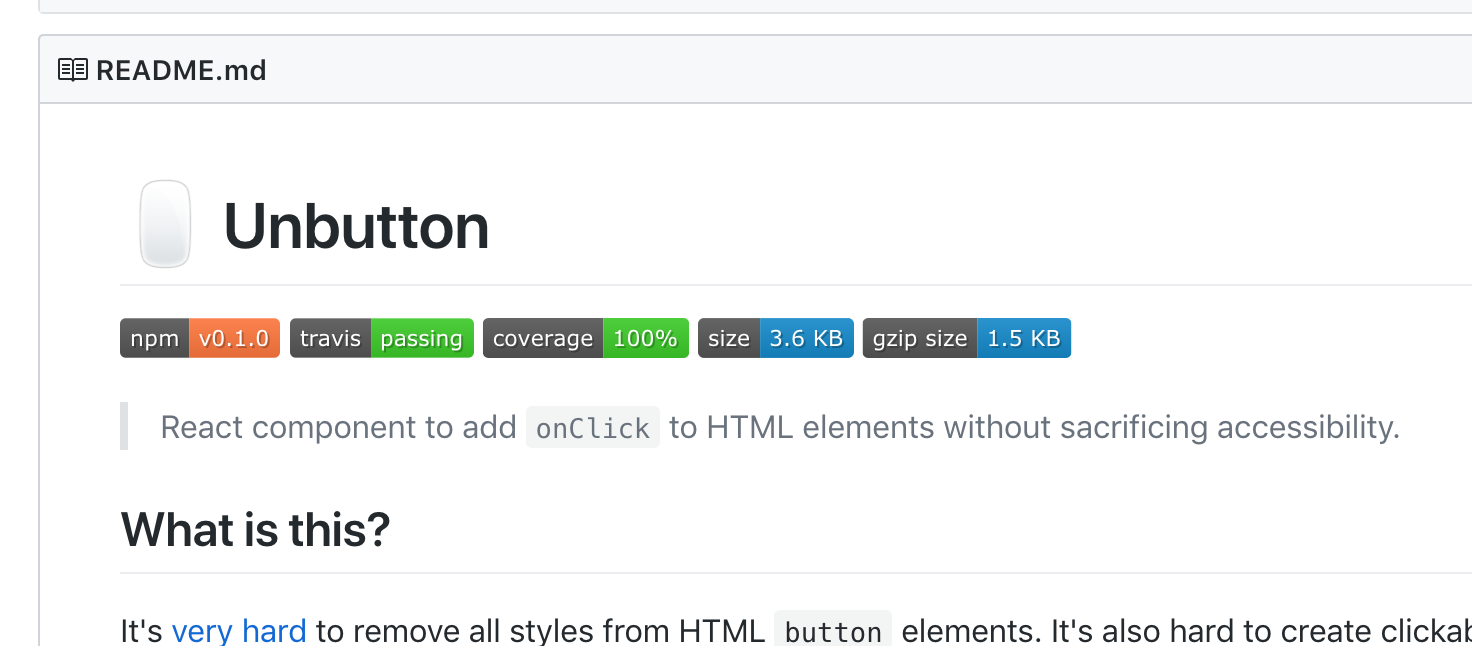 README.md
Unbutton
npm v0.1.0 travis passing coverage 100% size 3.6 KB gzip size 1.5 KB
React component to add onClick to HTML elements without sacrificing accessibility.
What is this?
It's very hard to remove all styles from HTML button elements. It's also hard to create